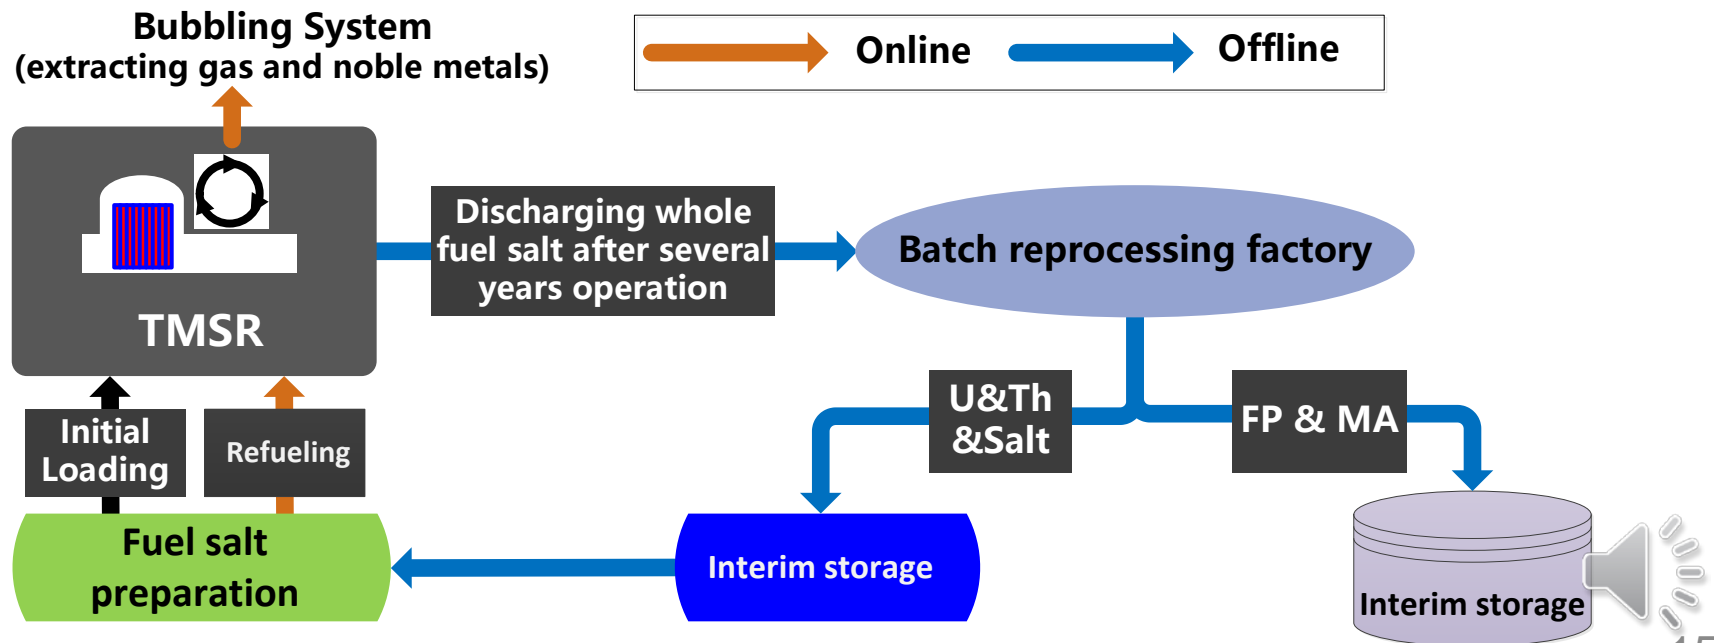 Bubbling System
(extracting gas and noble metals)
Online
Offline
TMSR
Discharging whole
fuel salt after several
years operation
Batch reprocessing factory
Initial
Loading
Refueling
U&Th
&Salt
FP & MA
Fuel salt
preparation
Interim storage
Interim storage